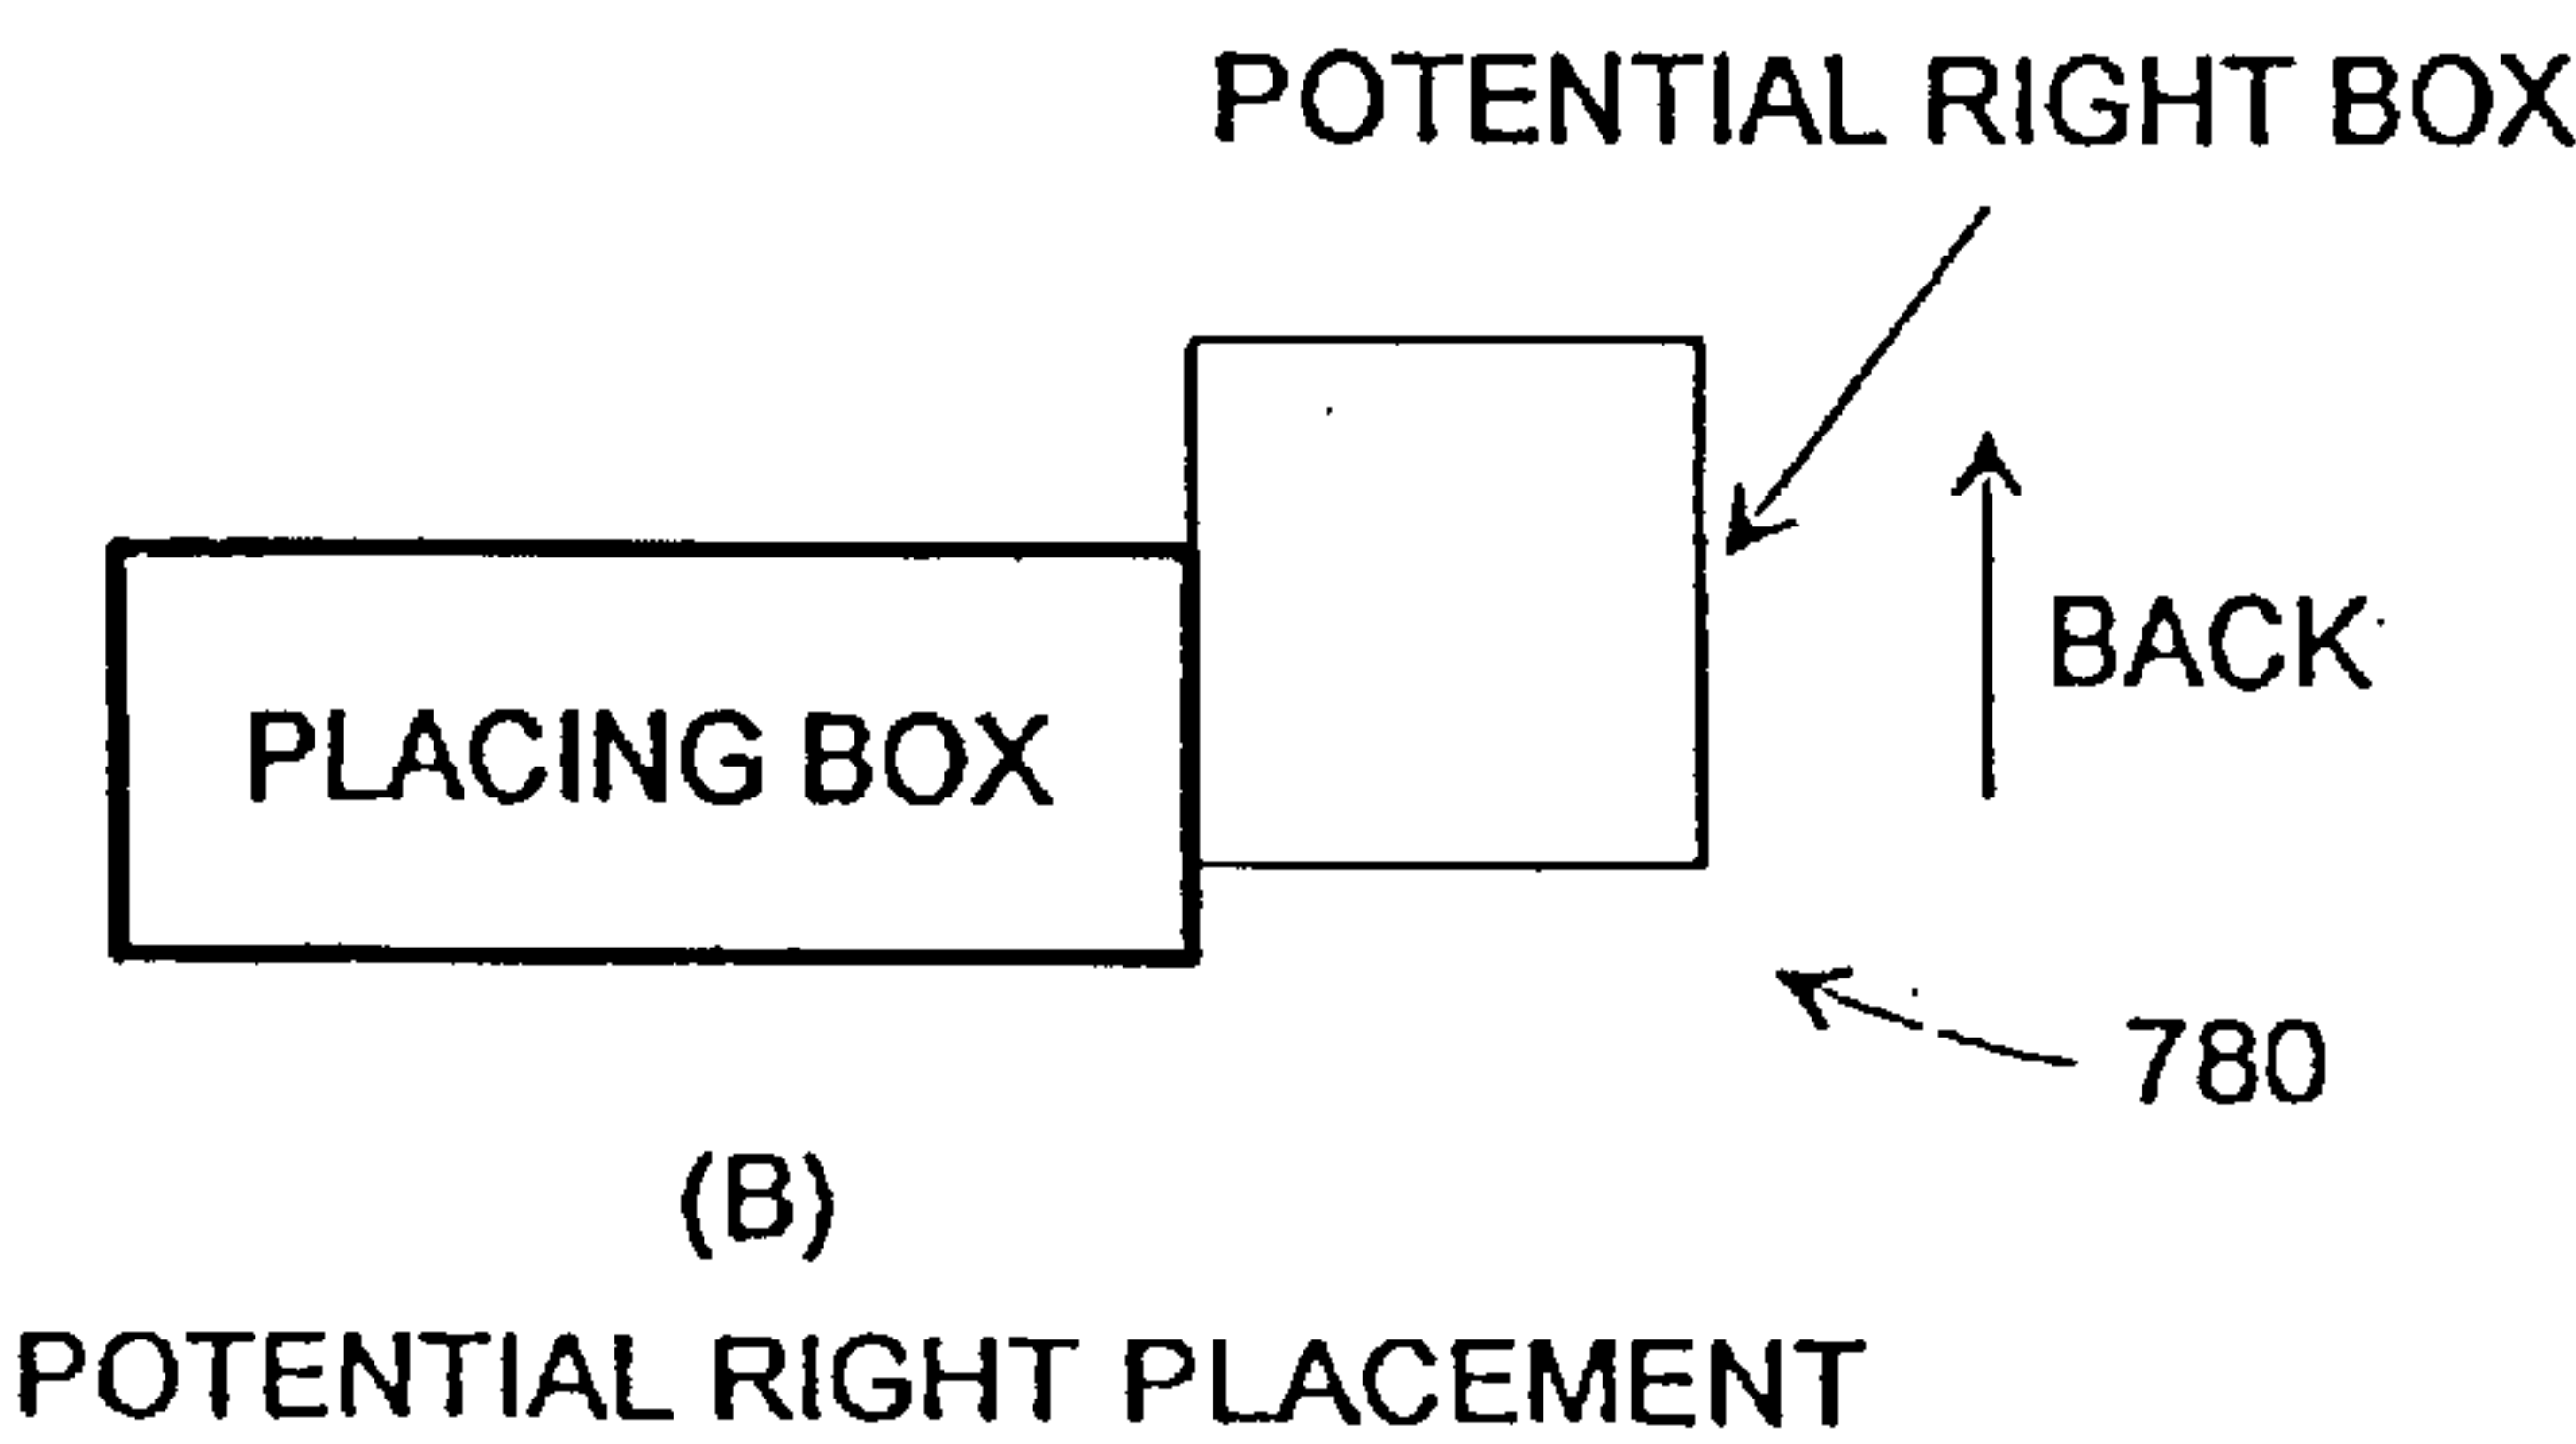 POTENTIAL RIGHT BOX
BACK
PLACING BOX
780
(B)
POTENTIAL RIGHT PLACEMENT